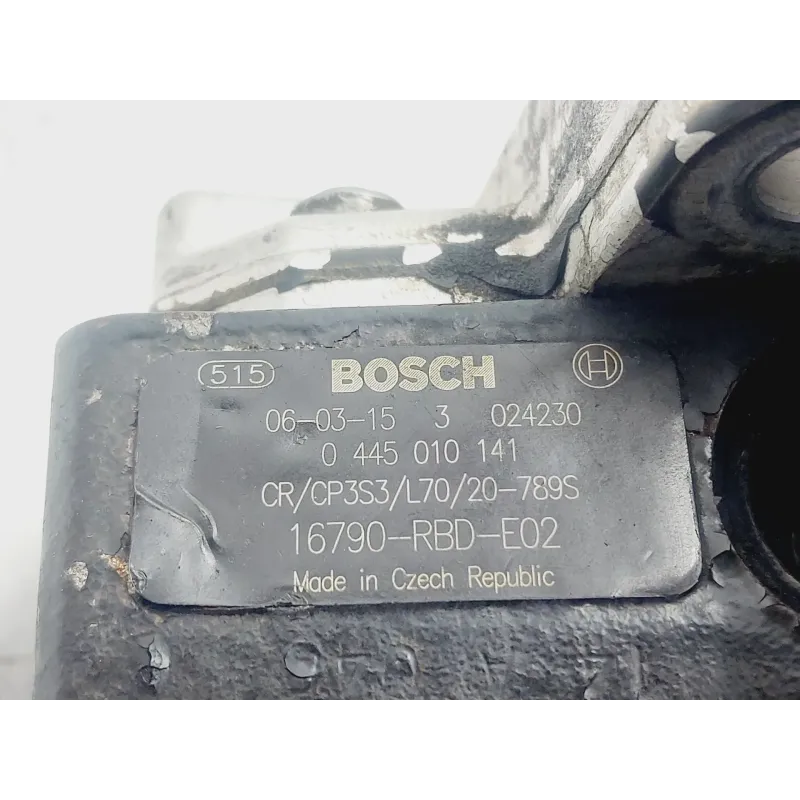 515 BOSCH
06-03-15 3 024230
0 445 010 141
CR/CP3S3/L70/20-789S
16790-RBD-E02
Made in Czech Republic